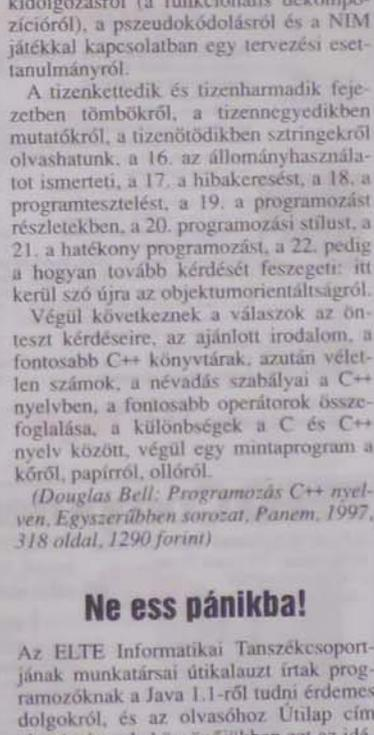 kidolgozásról (a funkcionális dekompo-
zícióról), a pszeudokódolásról és a NIM
játékkal kapcsolatban egy tervezési eset-
tanulmányról.
A tizenkettedik és tizenharmadik feje-
zetben tömbökről, a tizennegyedikben
mutatókról, a tizenötödikben sztringekről
olvashatunk, a 16. az állományhasznála-
tot ismerteti, a 17. a hibakeresést, a 18. a
programtesztelést, a 19. a programozást
részletekben, a 20. programozási stílust, a
21. a hatékony programozást, a 22. pedig
a hogyan tovább kérdését feszegeti: itt
kerül szó újra az objektumorientáltságról.
Végül következnek a válaszok az ön-
teszt kérdéseire, az ajánlott irodalom, a
fontosabb C++ könyvtárak, azután vélet-
len számok, a névadás szabályai a C++
nyelvben, a fontosabb operátorok össze-
foglalása, a különbségek a C és C++
nyelv között, végül egy mintaprogram a
kőről, papírról, ollóról.
(Douglas Bell: Programozás C++ nyel-
ven, Egyszerűbben sorozat, Panem, 1997,
318 oldal, 1290 forint)
Ne ess pánikba!
Az ELTE Informatikai Tanszékcsoport-
jának munkatársai útikalauzt írtak prog-
ramozóknak a Java 1.1-ről tudni érdemes
dolgokról, és az olvasóhoz Útilap cím